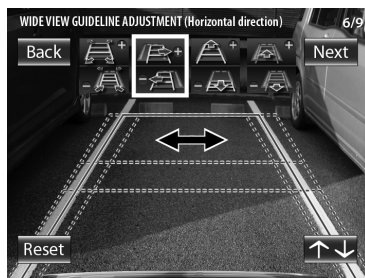 WIDE VIEW GUIDELINE ADJUSTMENT (Horizontal direction) 6/9
Back + + + + Next
- - - -
Reset ↑↓